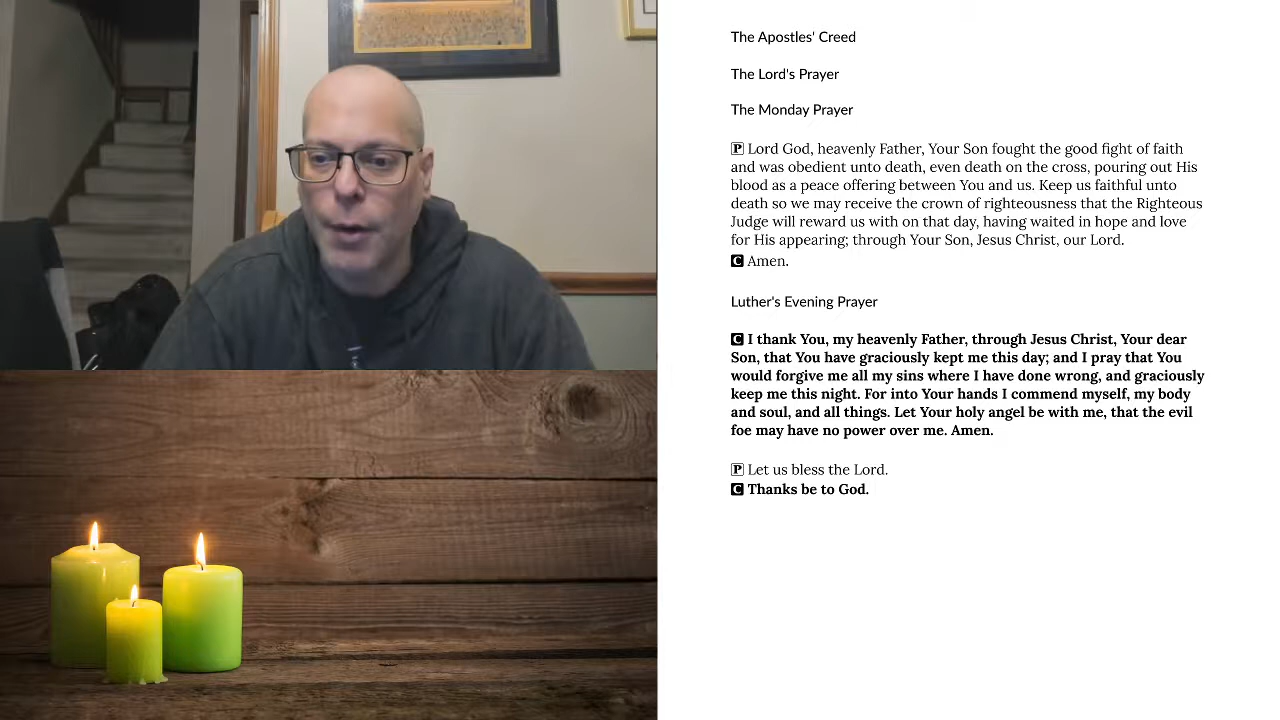 The Apostles' Creed
The Lord's Prayer
The Monday Prayer
P Lord God, heavenly Father, Your Son fought the good fight of faith
and was obedient unto death, even death on the cross, pouring out His
blood as a peace offering between You and us. Keep us faithful unto
death so we may receive the crown of righteousness that the Righteous
Judge will reward us with on that day, having waited in hope and love
for His appearing; through Your Son, Jesus Christ, our Lord.
C Amen.
Luther's Evening Prayer
C I thank You, my heavenly Father, through Jesus Christ, Your dear
Son, that You have graciously kept me this day; and I pray that You
would forgive me all my sins where I have done wrong, and graciously
keep me this night. For into Your hands I commend myself, my body
and soul, and all things. Let Your holy angel be with me, that the evil
foe may have no power over me. Amen.
P Let us bless the Lord.
C Thanks be to God.